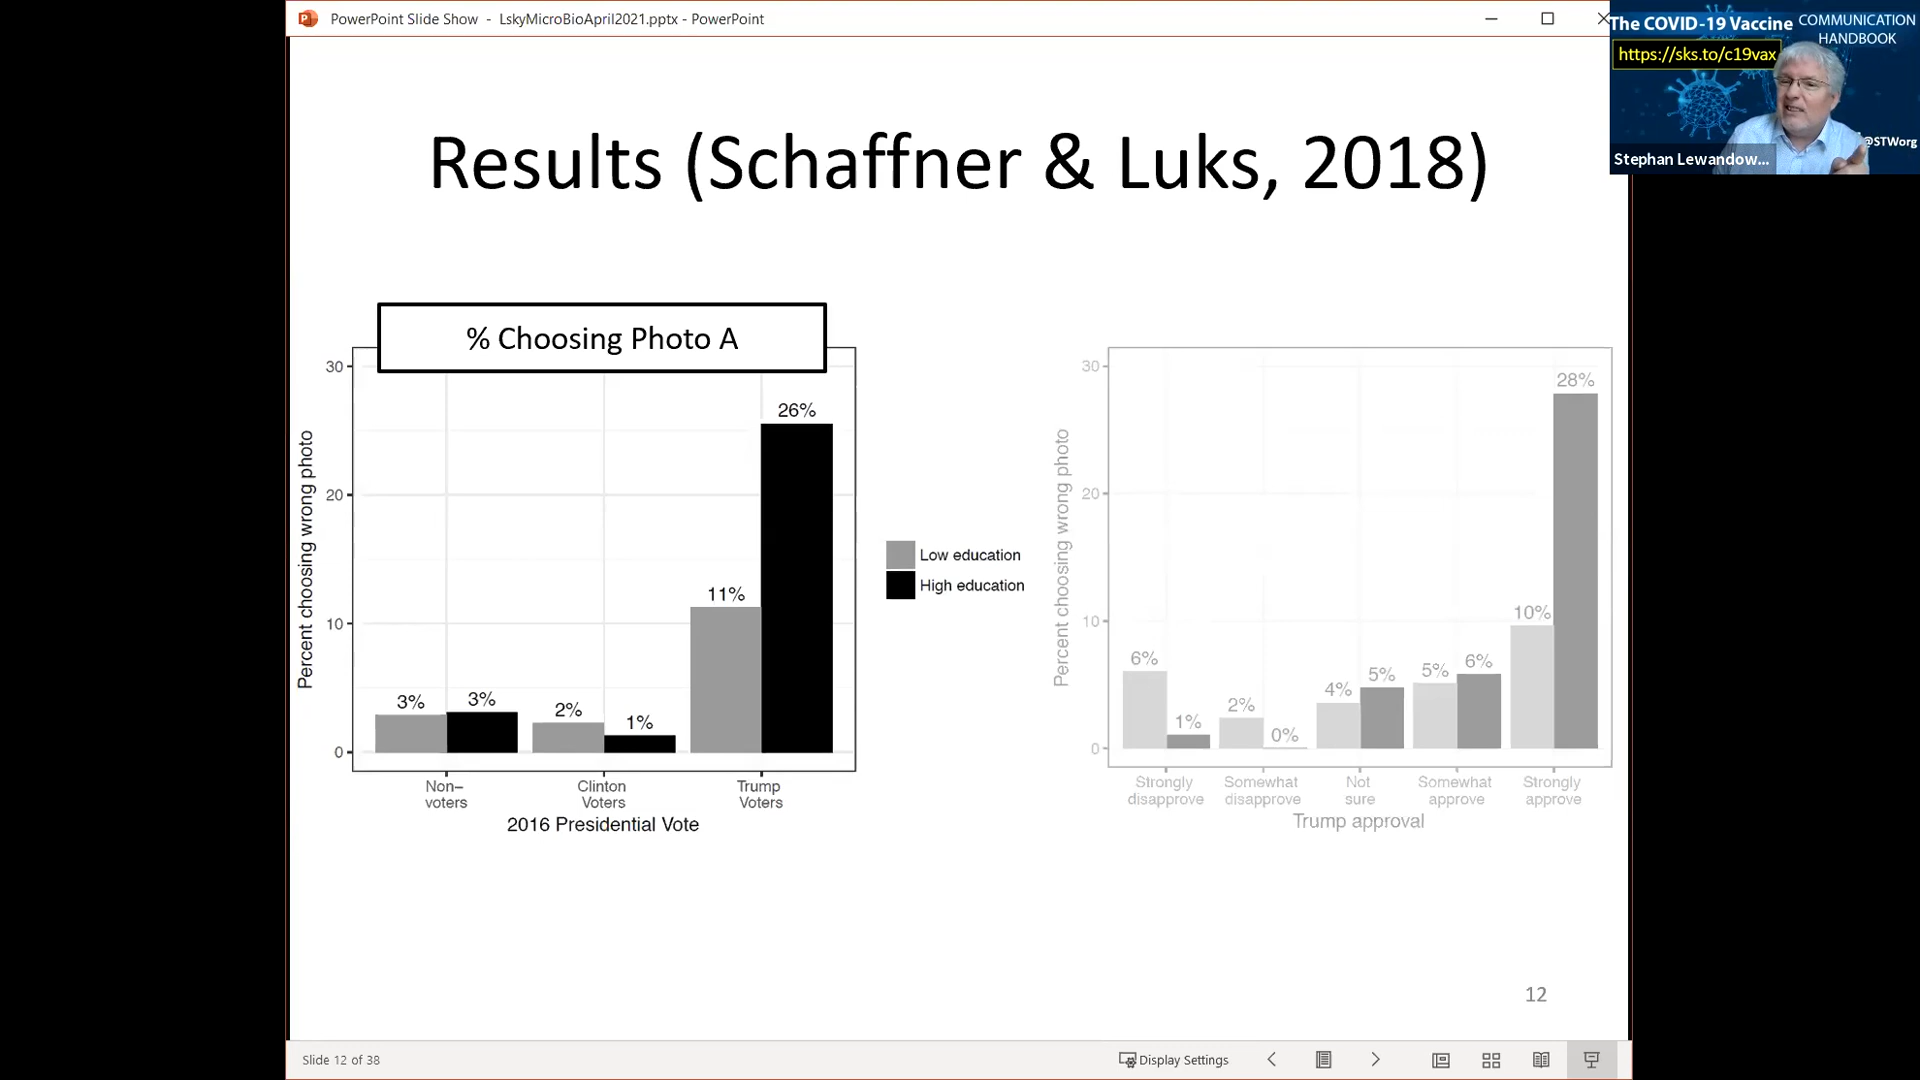 PowerPoint Slide Show - LskyMicroBioApril2021.pptx - PowerPoint
The COVID-19 Vaccine COMMUNICATION
HANDBOOK
https://sks.to/c19vax
@STWorg
Stephan Lewandow...
Results (Schaffner & Luks, 2018)
% Choosing Photo A
Percent choosing wrong photo
30
20
10
0
3%
3%
2%
1%
11%
26%
Non–
voters
Clinton
Voters
Trump
Voters
2016 Presidential Vote
Low education
High education
Percent choosing wrong photo
30
20
10
0
6%
1%
2%
0%
4%
5%
5%
6%
10%
28%
Strongly
disapprove
Somewhat
disapprove
Not
sure
Somewhat
approve
Strongly
approve
Trump approval
12
Slide 12 of 38
Display Settings